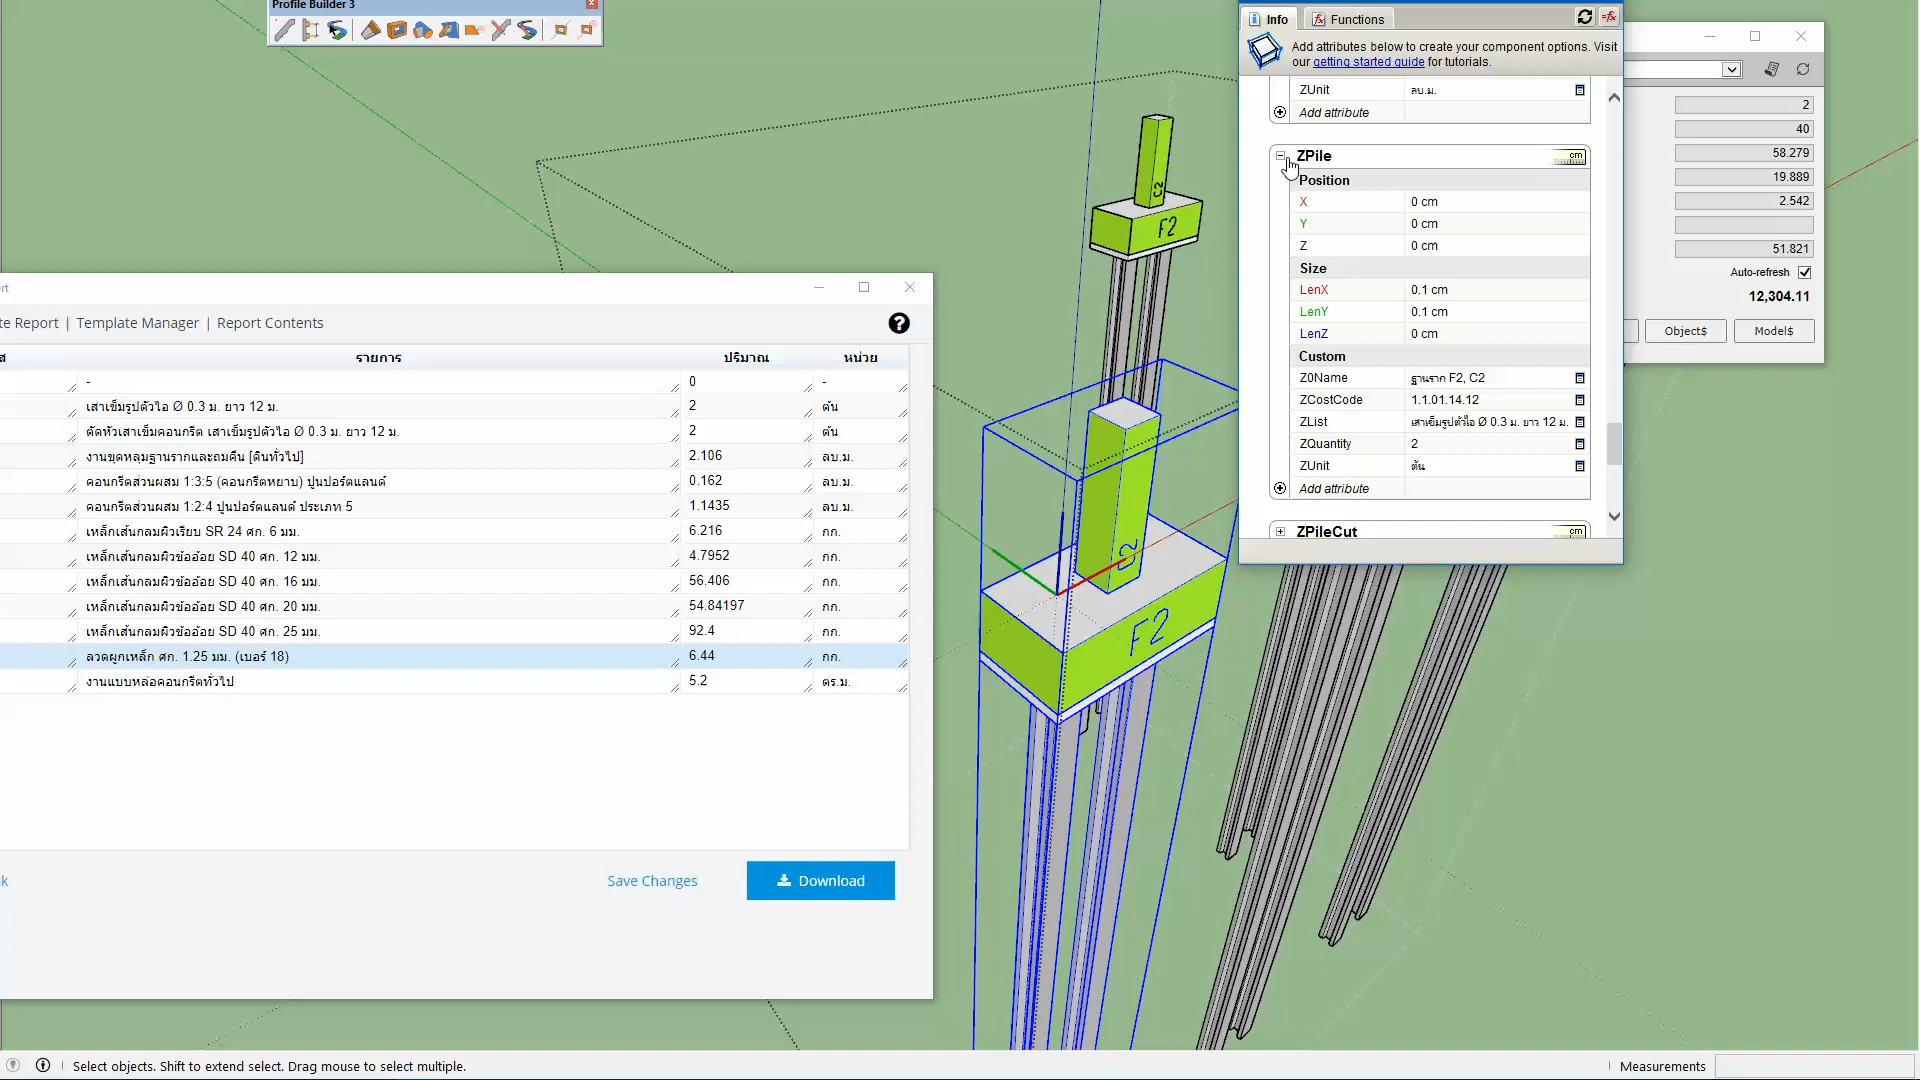 Profile Builder 3
Info
Functions
Add attributes below to create your component options. Visit
our getting started guide for tutorials.
ZUnit ลบ.ม.
Add attribute
ZPile cm
Position
X 0 cm
Y 0 cm
Z 0 cm
Size
LenX 0.1 cm
LenY 0.1 cm
LenZ 0 cm
Custom
Z0Name ฐานราก F2, C2
ZCostCode 1.1.01.14.12
ZList เสาเข็มรูปตัวไอ Ø 0.3 ม. ยาว 12 ม.
ZQuantity 2
ZUnit ต้น
Add attribute
ZPileCut cm
2
40
58.279
19.889
2.542
51.821
Auto-refresh
12,304.11
Object$
Model$
C2
F2
C2
F2
rt
te Report | Template Manager | Report Contents
ส รายการ ปริมาณ หน่วย
- 0 -
เสาเข็มรูปตัวไอ Ø 0.3 ม. ยาว 12 ม. 2 ต้น
ตัดหัวเสาเข็มคอนกรีต เสาเข็มรูปตัวไอ Ø 0.3 ม. ยาว 12 ม. 2 ต้น
งานขุดหลุมฐานรากและถมคืน [ดินทั่วไป] 2.106 ลบ.ม.
คอนกรีตส่วนผสม 1:3:5 (คอนกรีตหยาบ) ปูนปอร์ตแลนด์ 0.162 ลบ.ม.
คอนกรีตส่วนผสม 1:2:4 ปูนปอร์ตแลนด์ ประเภท 5 1.1435 ลบ.ม.
เหล็กเส้นกลมผิวเรียบ SR 24 ศก. 6 มม. 6.216 กก.
เหล็กเส้นกลมผิวข้ออ้อย SD 40 ศก. 12 มม. 4.7952 กก.
เหล็กเส้นกลมผิวข้ออ้อย SD 40 ศก. 16 มม. 56.406 กก.
เหล็กเส้นกลมผิวข้ออ้อย SD 40 ศก. 20 มม. 54.84197 กก.
เหล็กเส้นกลมผิวข้ออ้อย SD 40 ศก. 25 มม. 92.4 กก.
ลวดผูกเหล็ก ศก. 1.25 มม. (เบอร์ 18) 6.44 กก.
งานแบบหล่อคอนกรีตทั่วไป 5.2 ตร.ม.
k
Save Changes
Download
Select objects. Shift to extend select. Drag mouse to select multiple.
Measurements